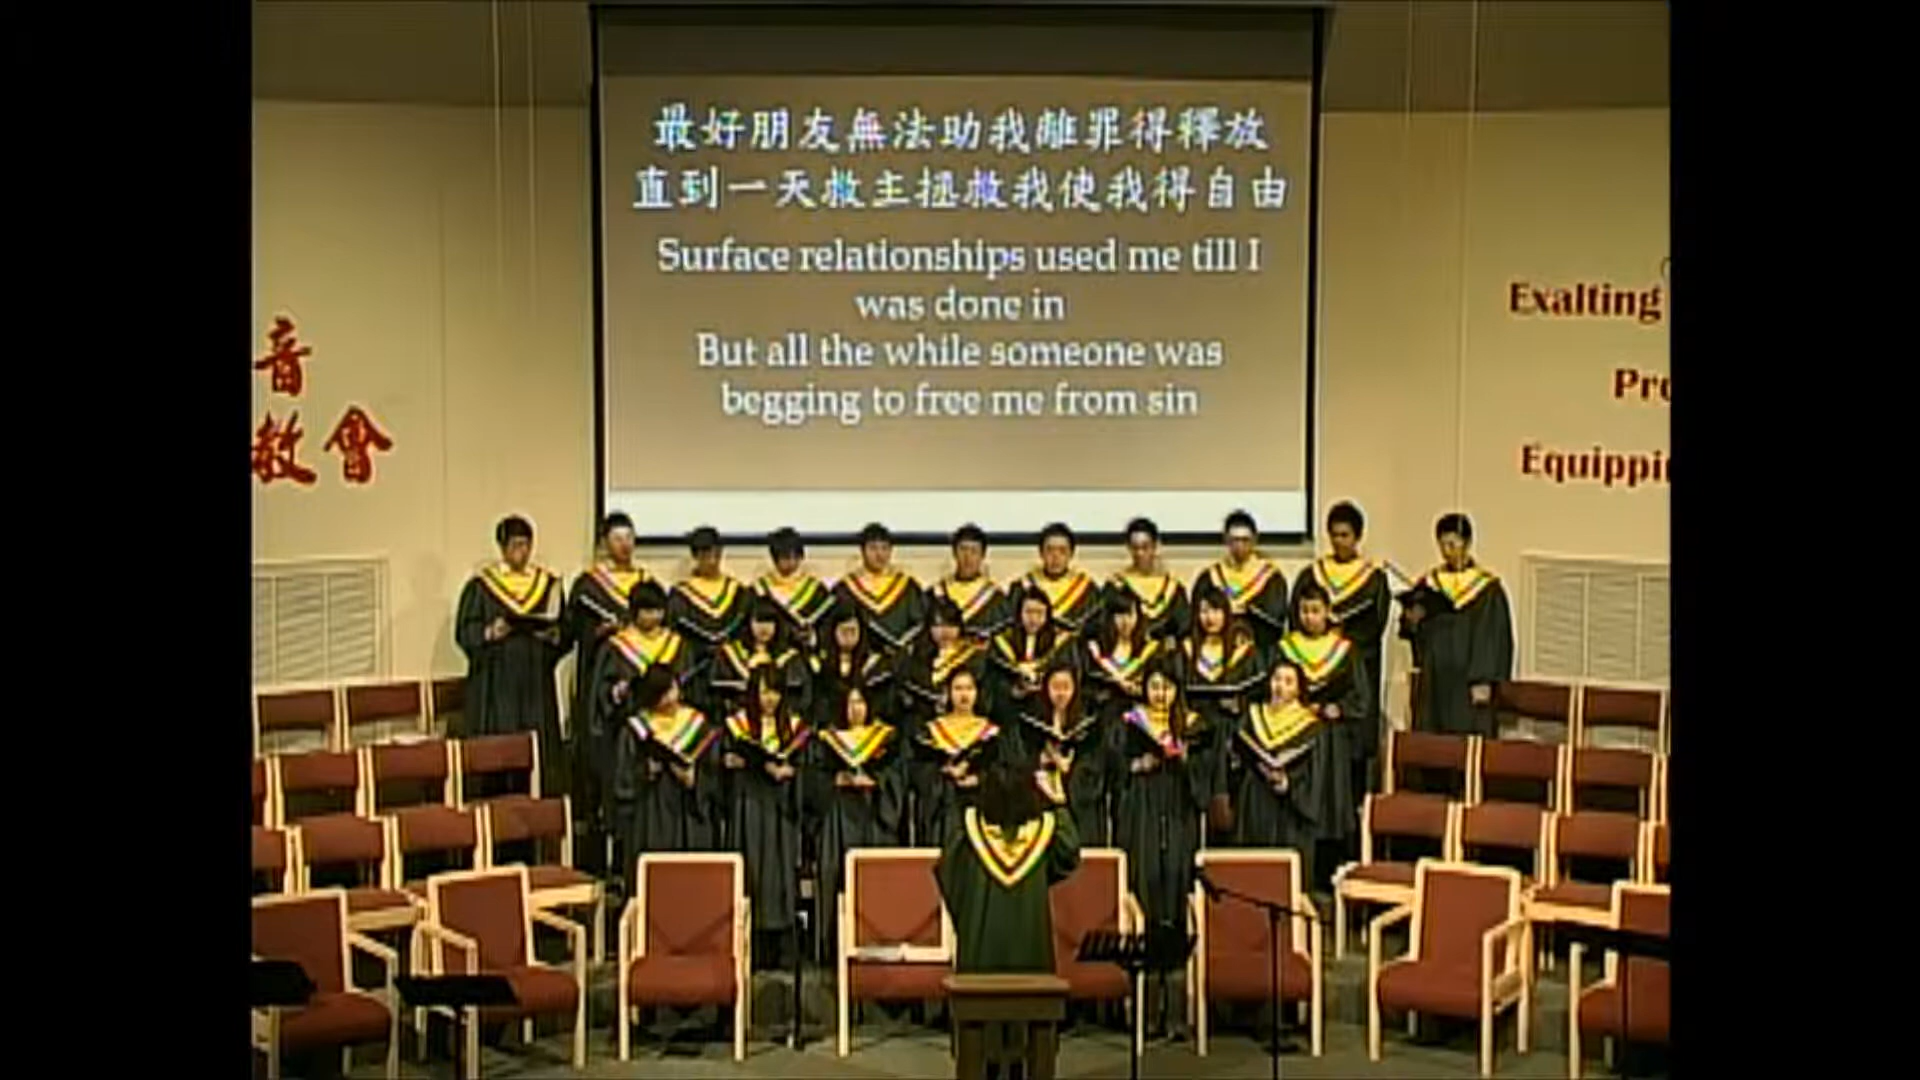 最好朋友無法助我離罪得釋放
直到一天救主拯救我使我得自由
Surface relationships used me till I
was done in
But all the while someone was
begging to free me from sin
音
教會
Exalting
Pro
Equippin